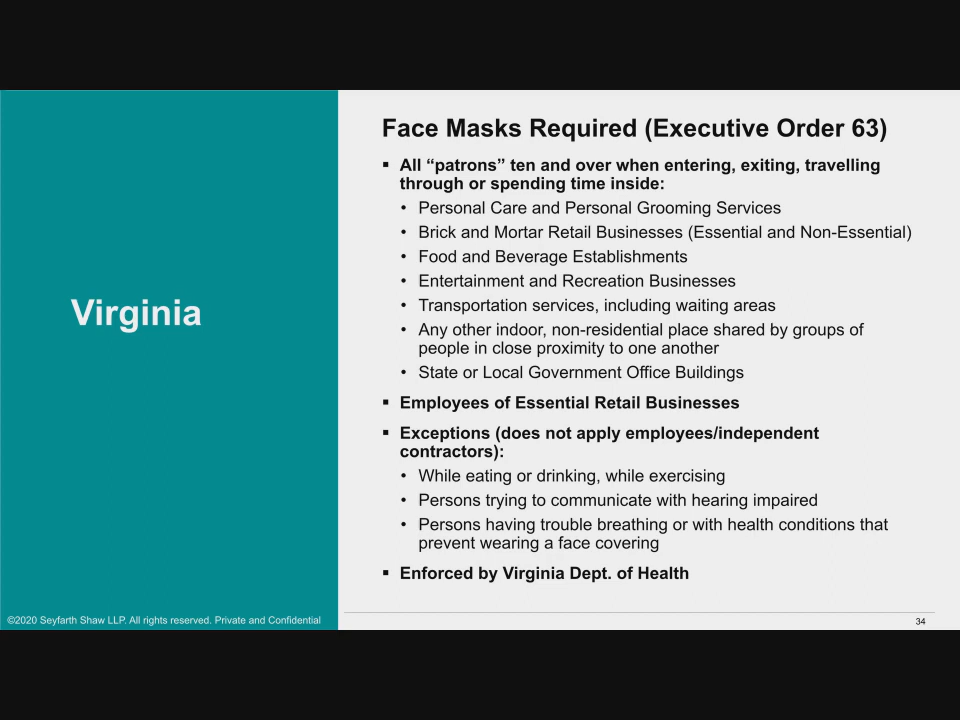 Virginia
Face Masks Required (Executive Order 63)
▪ All “patrons” ten and over when entering, exiting, travelling
through or spending time inside:
• Personal Care and Personal Grooming Services
• Brick and Mortar Retail Businesses (Essential and Non-Essential)
• Food and Beverage Establishments
• Entertainment and Recreation Businesses
• Transportation services, including waiting areas
• Any other indoor, non-residential place shared by groups of
people in close proximity to one another
• State or Local Government Office Buildings
▪ Employees of Essential Retail Businesses
▪ Exceptions (does not apply employees/independent
contractors):
• While eating or drinking, while exercising
• Persons trying to communicate with hearing impaired
• Persons having trouble breathing or with health conditions that
prevent wearing a face covering
▪ Enforced by Virginia Dept. of Health
©2020 Seyfarth Shaw LLP. All rights reserved. Private and Confidential
34